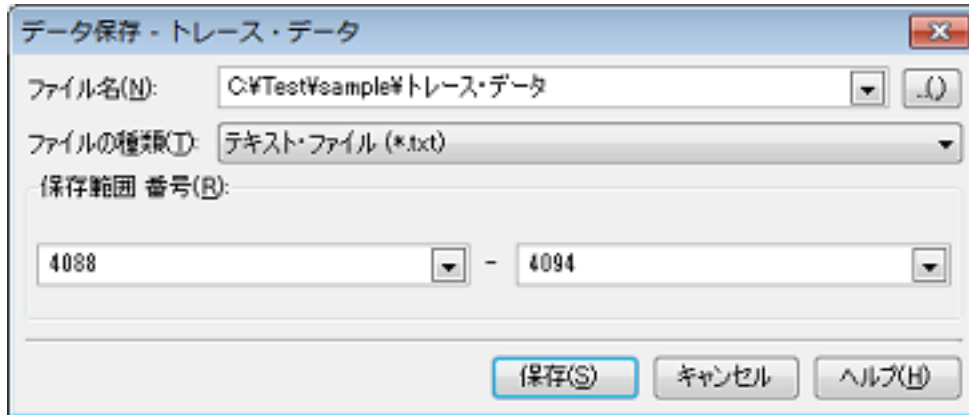 データ保存 - トレース・データ
ファイル名(N): C:¥Test¥sample¥トレース・データ ...()
ファイルの種類(T): テキスト・ファイル (*.txt)
保存範囲 番号(R):
4088 - 4094
保存(S) キャンセル ヘルプ(H)